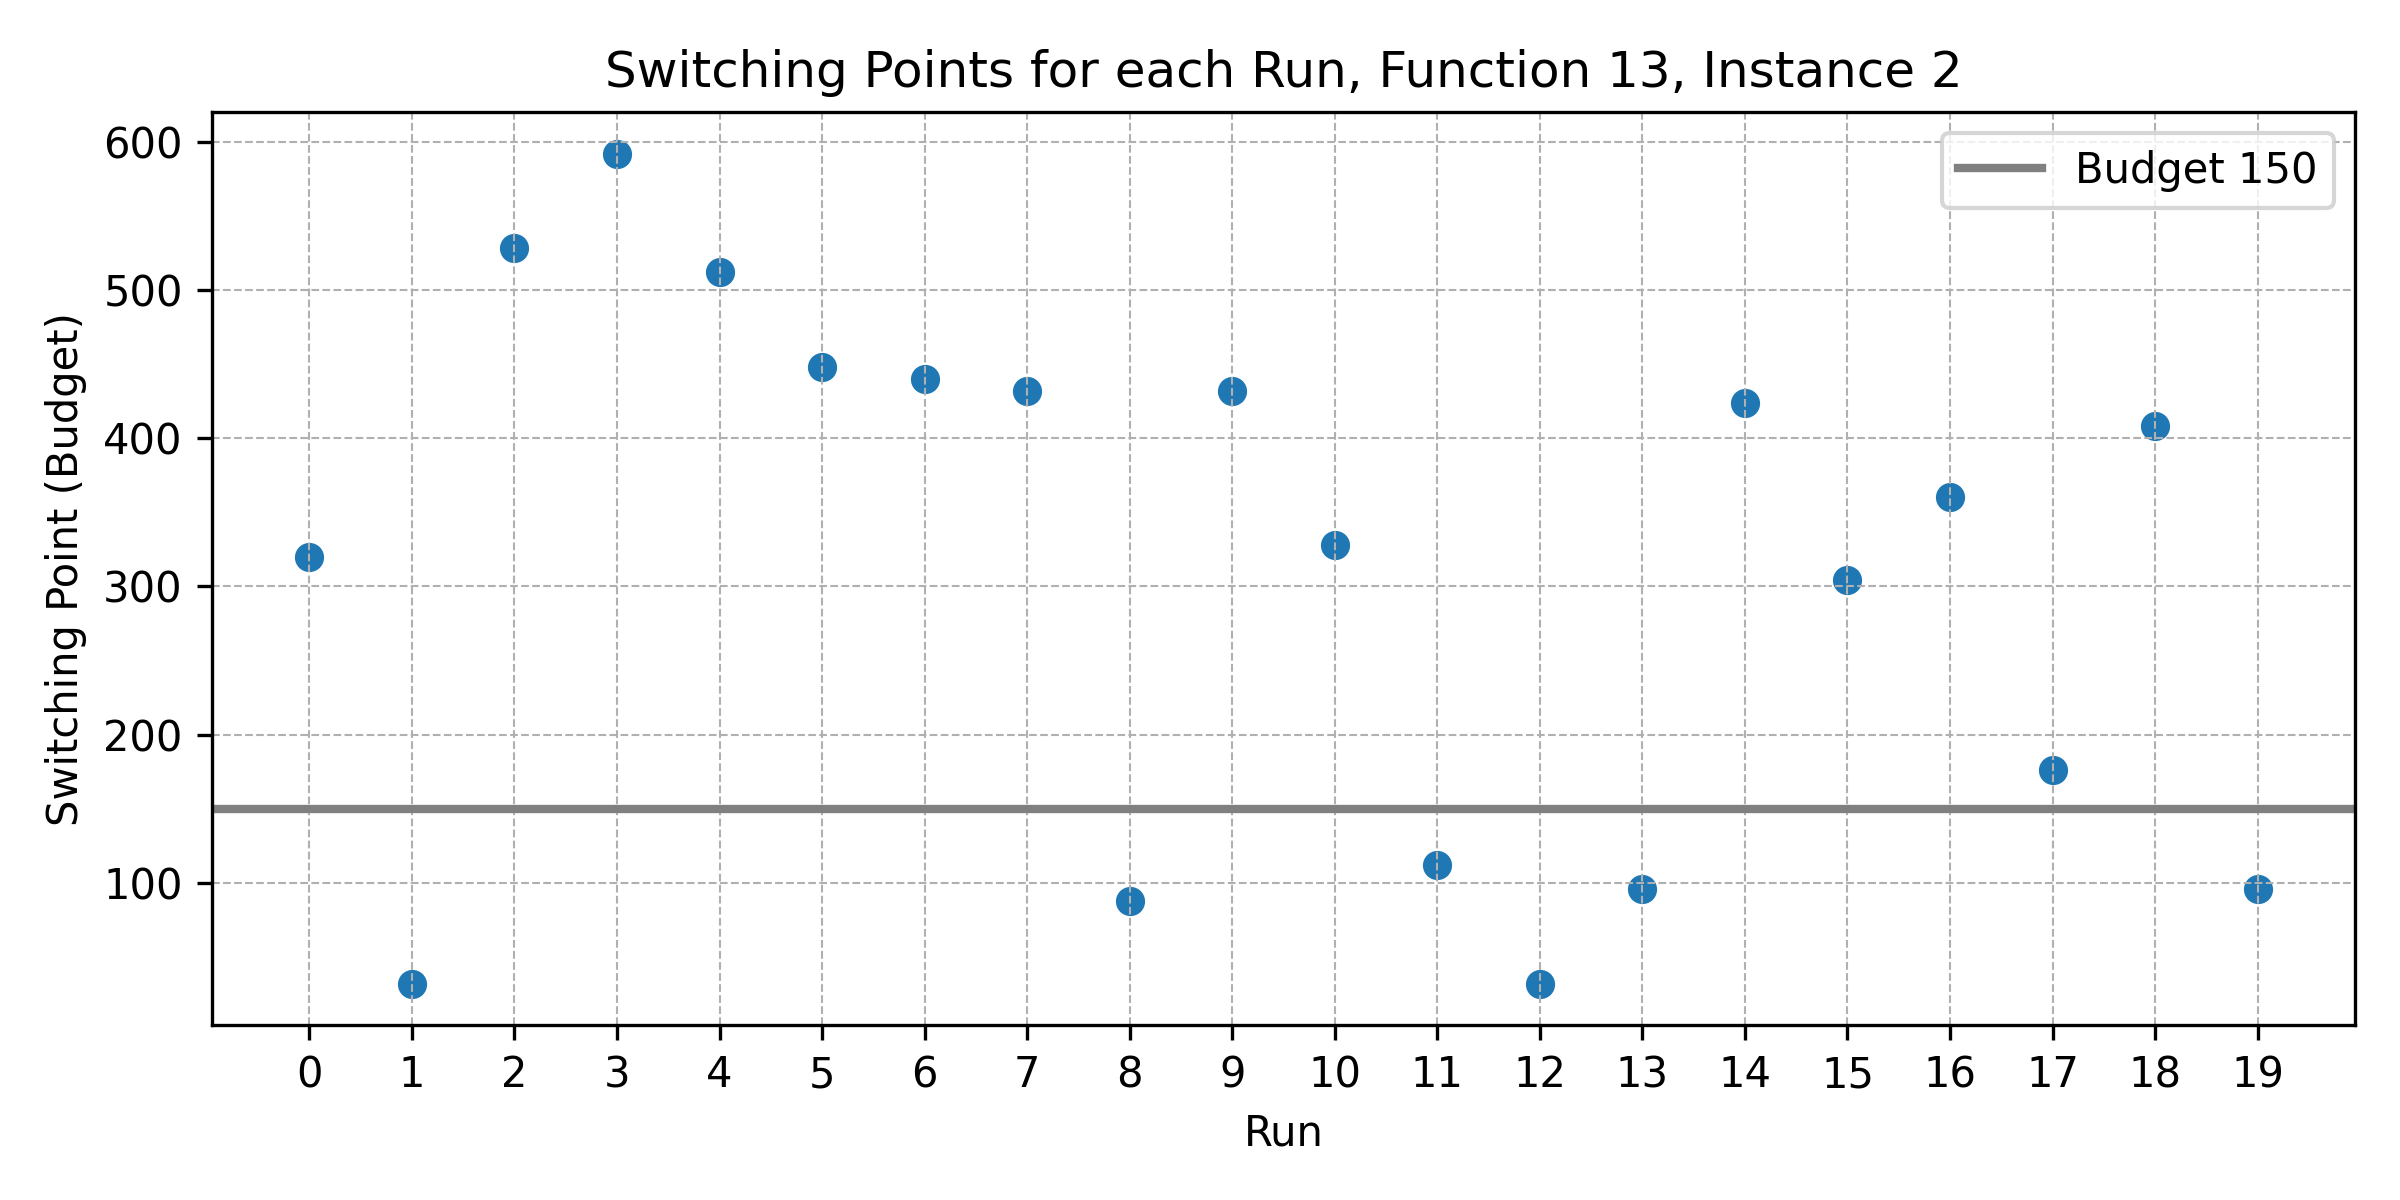 Switching Points for each Run, Function 13, Instance 2
Budget 150
Switching Point (Budget)
600
500
400
300
200
100
0 1 2 3 4 5 6 7 8 9 10 11 12 13 14 15 16 17 18 19
Run